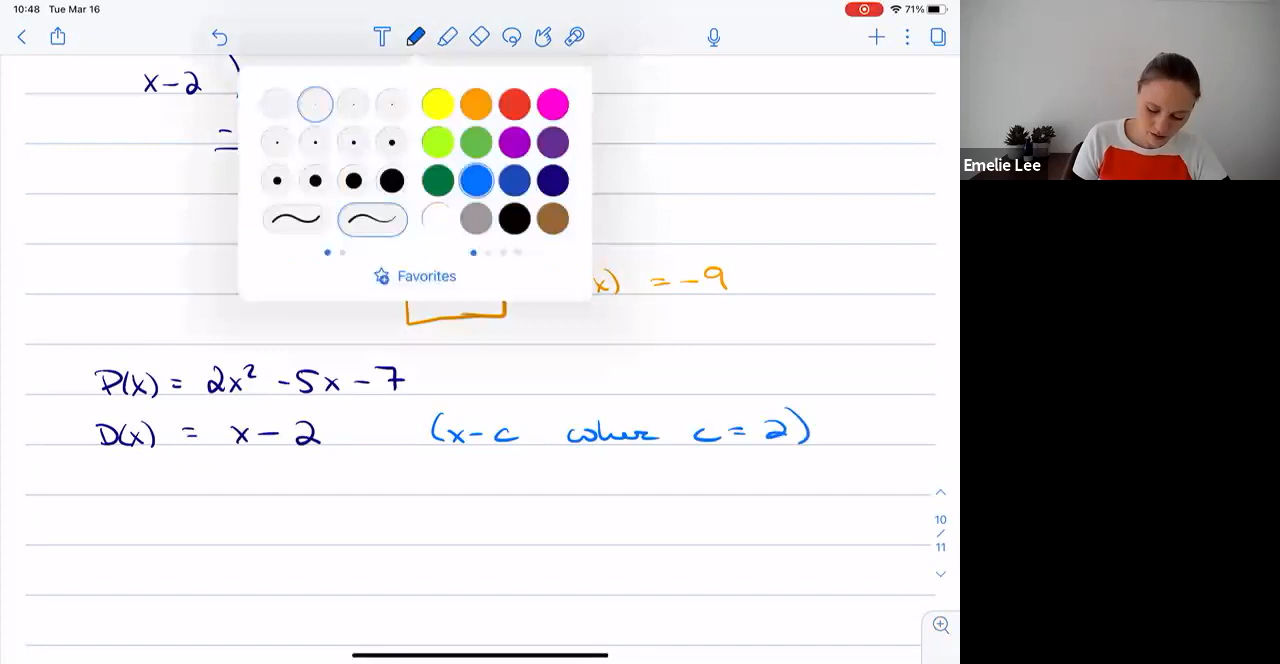 10:48 Tue Mar 16
71%
x-2
=
Emelie Lee
Favorites
x) = -9
P(x) = 2x² -5x -7
D(x) = x - 2 (x-c where c = 2)
10
/
11